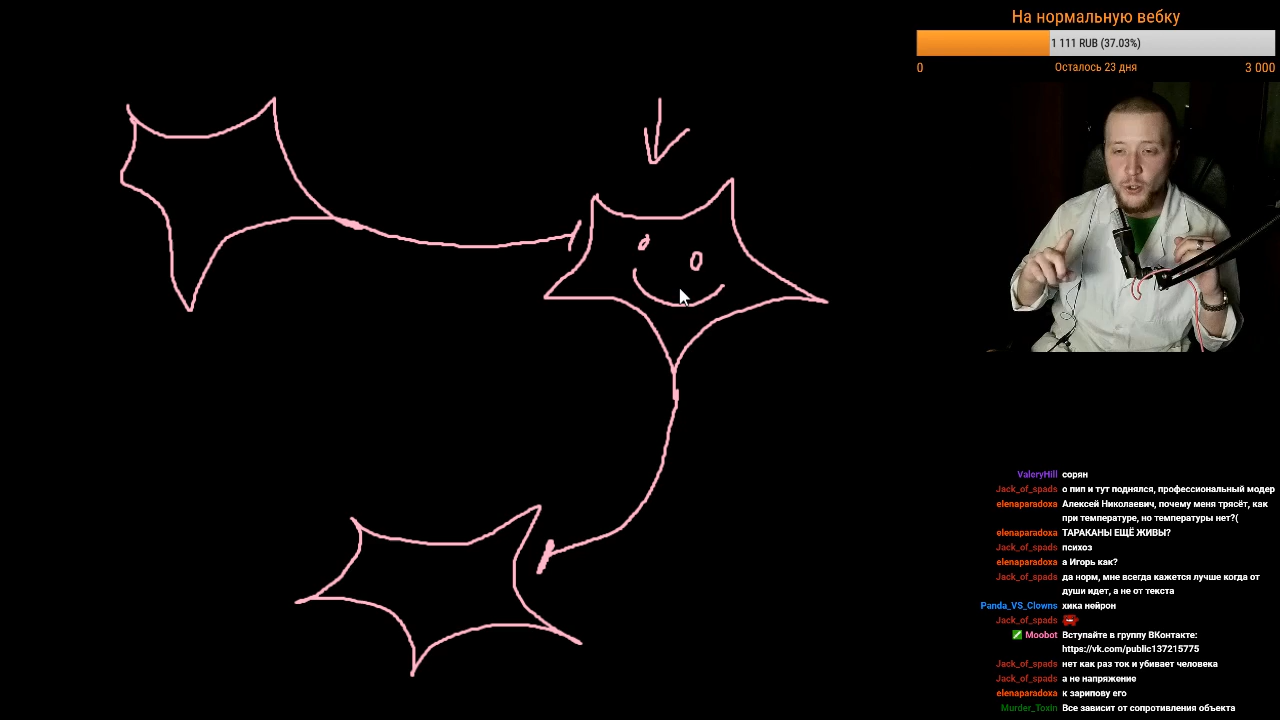 На нормальную вебку
1 111 RUB (37.03%)
0 Осталось 23 дня 3 000
ValeryHill сорян
Jack_of_spads о пип и тут поднялся, профессиональный модер
elenaparadoxa Алексей Николаевич, почему меня трясёт, как
при температуре, но температуры нет?(
elenaparadoxa ТАРАКАНЫ ЕЩЁ ЖИВЫ?
Jack_of_spads психоз
elenaparadoxa а Игорь как?
Jack_of_spads да норм, мне всегда кажется лучше когда от
души идет, а не от текста
Panda_VS_Clowns хика нейрон
Jack_of_spads
Moobot Вступайте в группу ВКонтакте:
https://vk.com/public137215775
Jack_of_spads нет как раз ток и убивает человека
Jack_of_spads а не напряжение
elenaparadoxa к зарипову его
Murder_Toxin Все зависит от сопротивления объекта